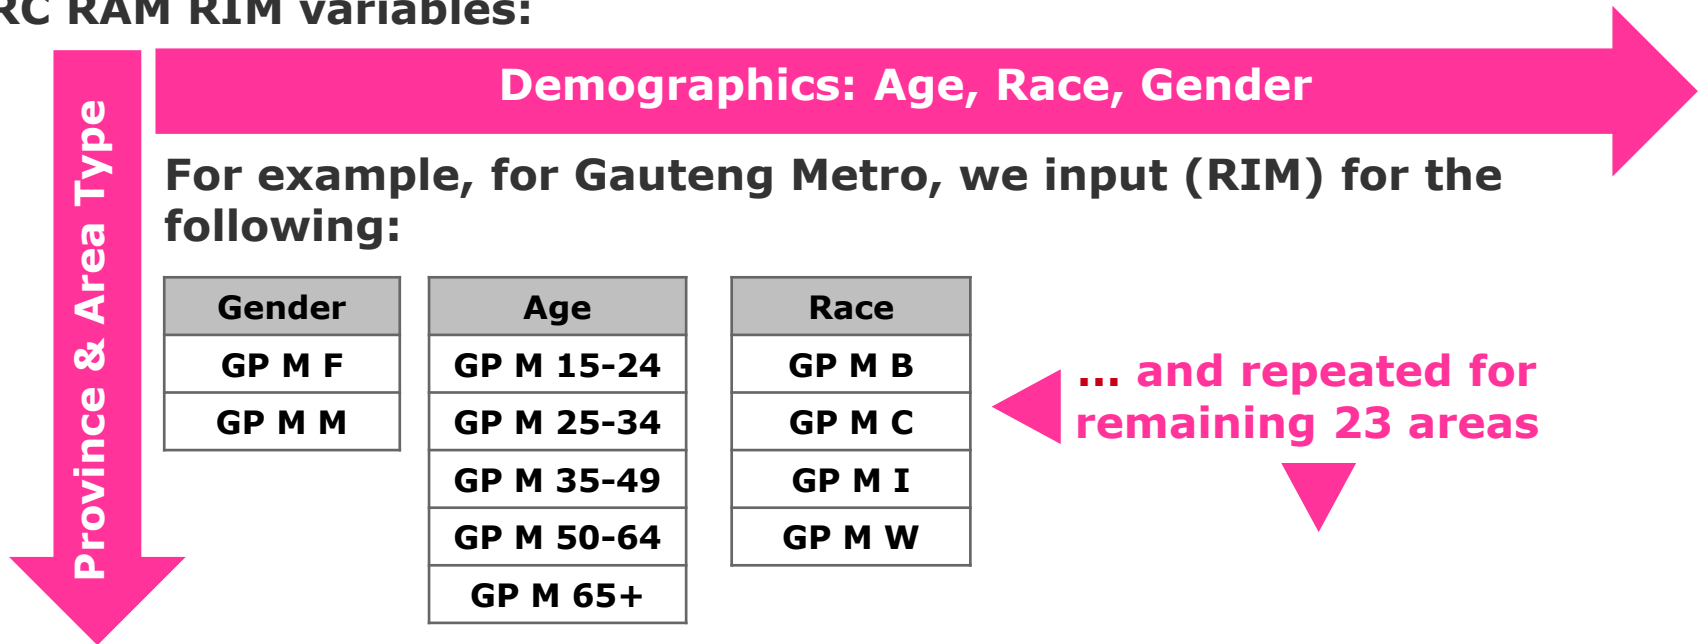 RC RAM RIM variables:
Demographics: Age, Race, Gender
Province & Area Type
For example, for Gauteng Metro, we input (RIM) for the
following:
Gender
GP M F
GP M M
Age
GP M 15-24
GP M 25-34
GP M 35-49
GP M 50-64
GP M 65+
Race
GP M B
GP M C
GP M I
GP M W
... and repeated for
remaining 23 areas